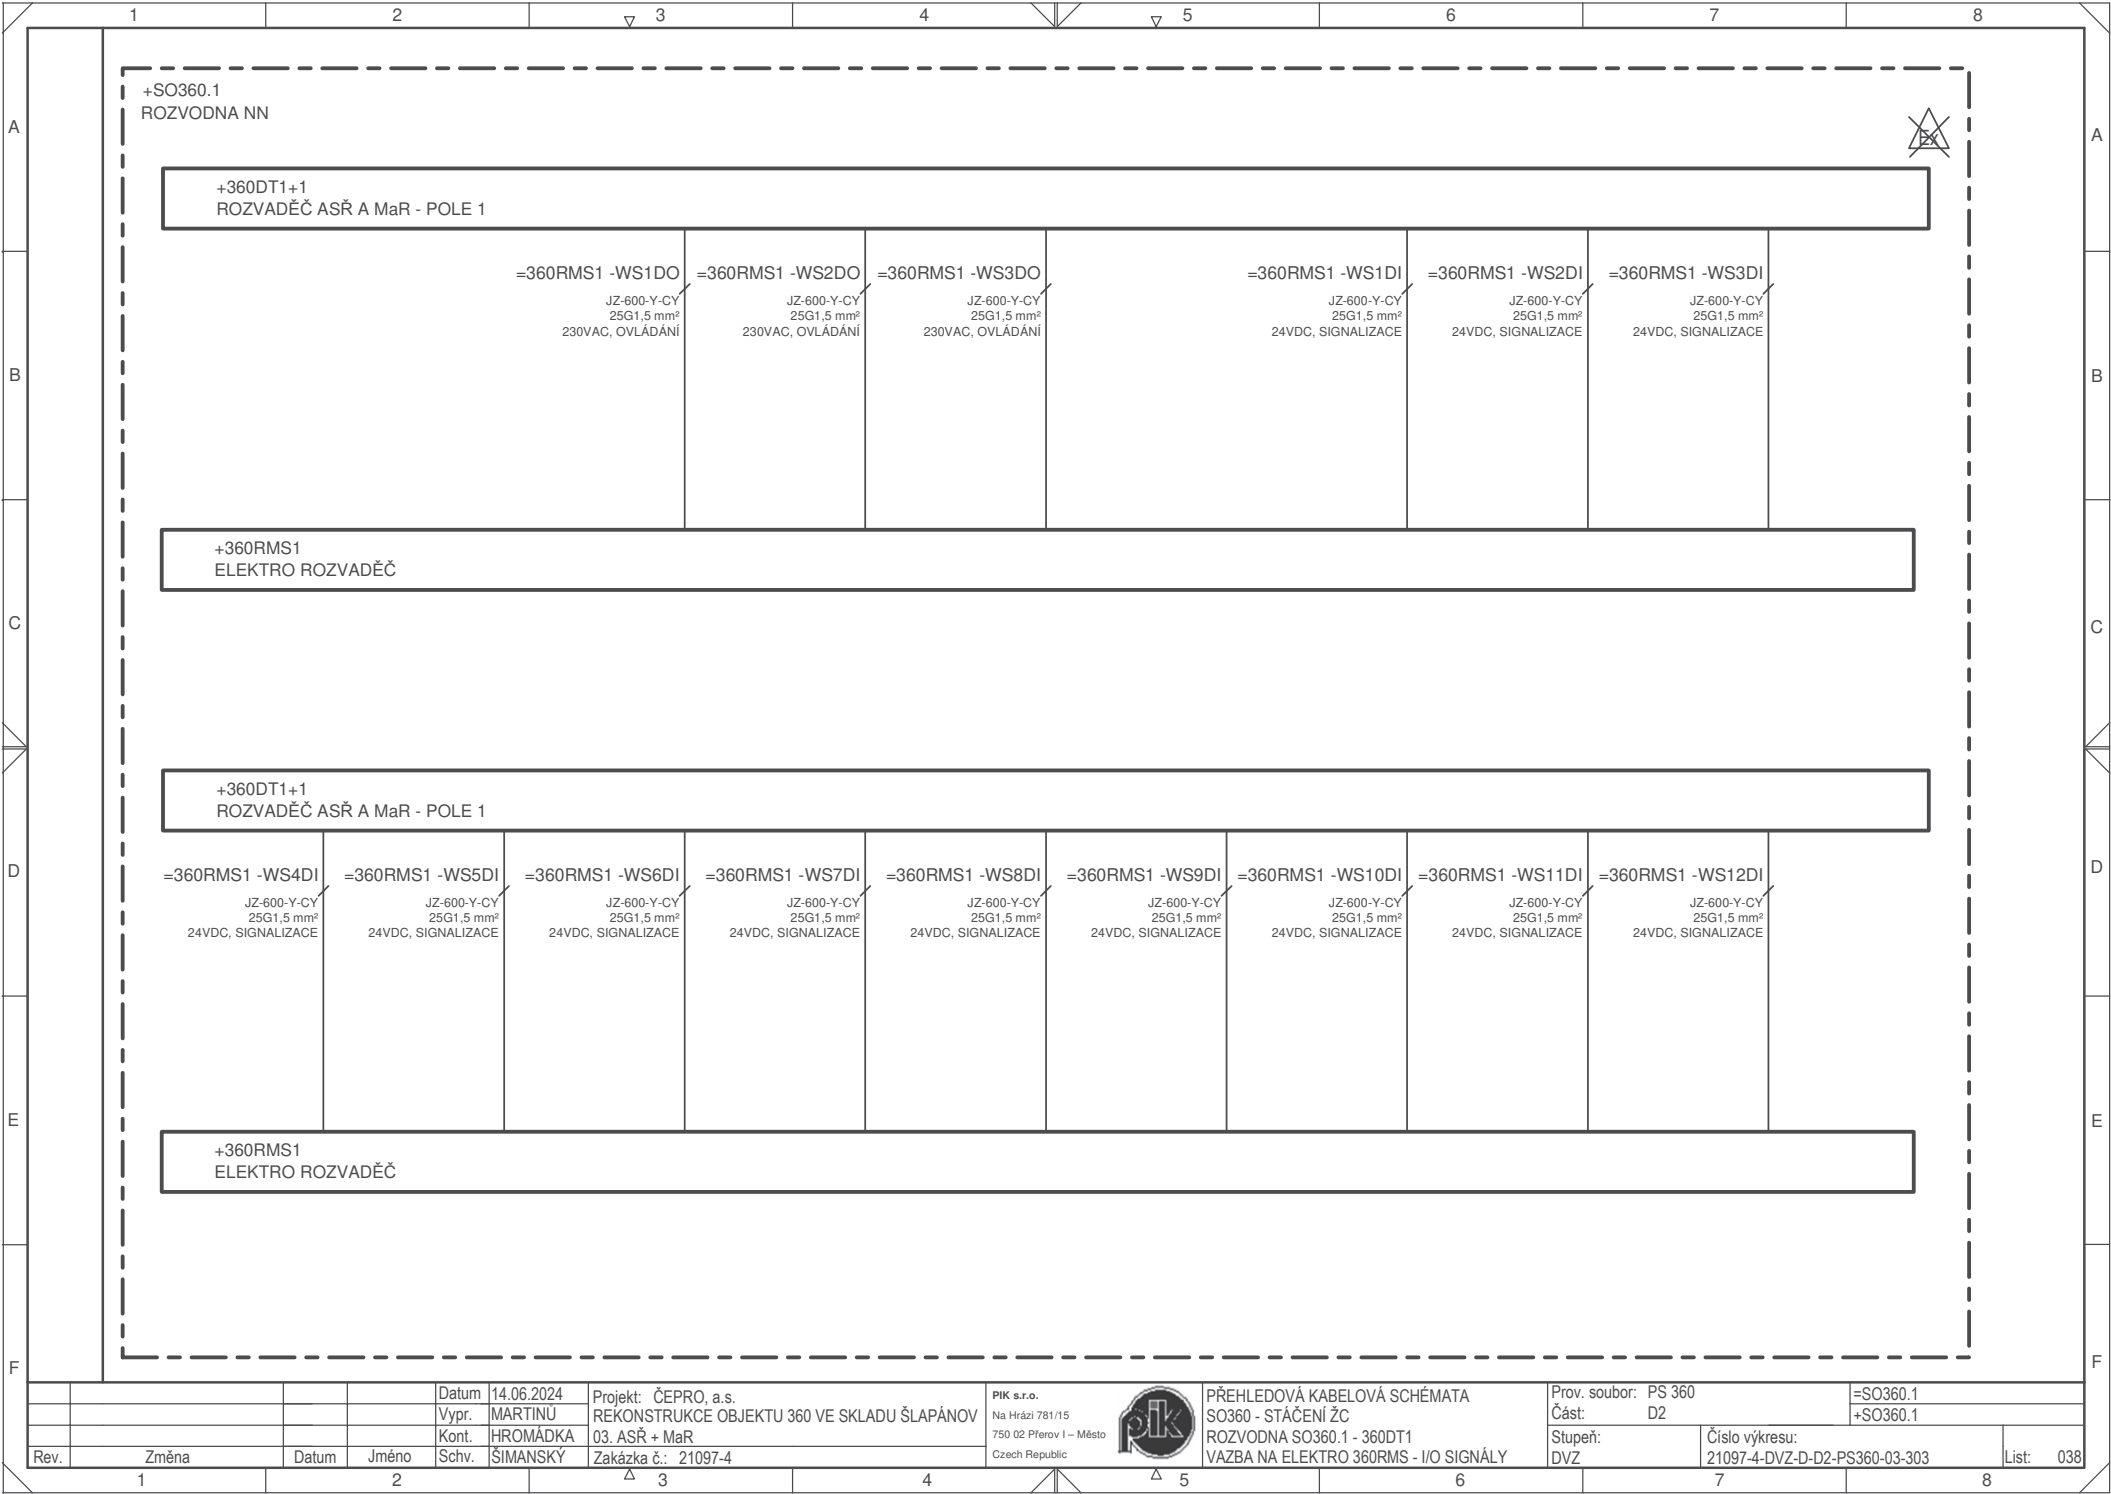 1 2 3 4 5 6 7 8
+SO360.1
ROZVODNA NN
Ex
A A
+360DT1+1
ROZVADĚČ ASŘ A MaR - POLE 1
=360RMS1 -WS1DO =360RMS1 -WS2DO =360RMS1 -WS3DO =360RMS1 -WS1DI =360RMS1 -WS2DI =360RMS1 -WS3DI
JZ-600-Y-CY JZ-600-Y-CY JZ-600-Y-CY JZ-600-Y-CY JZ-600-Y-CY JZ-600-Y-CY
25G1,5 mm² 25G1,5 mm² 25G1,5 mm² 25G1,5 mm² 25G1,5 mm² 25G1,5 mm²
230VAC, OVLÁDÁNÍ 230VAC, OVLÁDÁNÍ 230VAC, OVLÁDÁNÍ 24VDC, SIGNALIZACE 24VDC, SIGNALIZACE 24VDC, SIGNALIZACE
B B
+360RMS1
ELEKTRO ROZVADĚČ
C C
+360DT1+1
ROZVADĚČ ASŘ A MaR - POLE 1
D D
=360RMS1 -WS4DI =360RMS1 -WS5DI =360RMS1 -WS6DI =360RMS1 -WS7DI =360RMS1 -WS8DI =360RMS1 -WS9DI =360RMS1 -WS10DI =360RMS1 -WS11DI =360RMS1 -WS12DI
JZ-600-Y-CY JZ-600-Y-CY JZ-600-Y-CY JZ-600-Y-CY JZ-600-Y-CY JZ-600-Y-CY JZ-600-Y-CY JZ-600-Y-CY JZ-600-Y-CY
25G1,5 mm² 25G1,5 mm² 25G1,5 mm² 25G1,5 mm² 25G1,5 mm² 25G1,5 mm² 25G1,5 mm² 25G1,5 mm² 25G1,5 mm²
24VDC, SIGNALIZACE 24VDC, SIGNALIZACE 24VDC, SIGNALIZACE 24VDC, SIGNALIZACE 24VDC, SIGNALIZACE 24VDC, SIGNALIZACE 24VDC, SIGNALIZACE 24VDC, SIGNALIZACE 24VDC, SIGNALIZACE
E E
+360RMS1
ELEKTRO ROZVADĚČ
F F
Rev. Změna Datum Jméno
Datum 14.06.2024
Vypr. MARTINŮ
Kont. HROMÁDKA
Schv. ŠIMANSKÝ
Projekt: ČEPRO, a.s.
REKONSTRUKCE OBJEKTU 360 VE SKLADU ŠLAPÁNOV
03. ASŘ + MaR
Zakázka č.: 21097-4
PIK s.r.o.
Na Hrázi 781/15
750 02 Přerov I – Město
Czech Republic
pik
PŘEHLEDOVÁ KABELOVÁ SCHÉMATA
SO360 - STÁČENÍ ŽC
ROZVODNA SO360.1 - 360DT1
VAZBA NA ELEKTRO 360RMS - I/O SIGNÁLY
Prov. soubor: PS 360
Část: D2
Stupeň:
DVZ
=SO360.1
+SO360.1
Číslo výkresu:
21097-4-DVZ-D-D2-PS360-03-303
List: 038
1 2 3 4 5 6 7 8